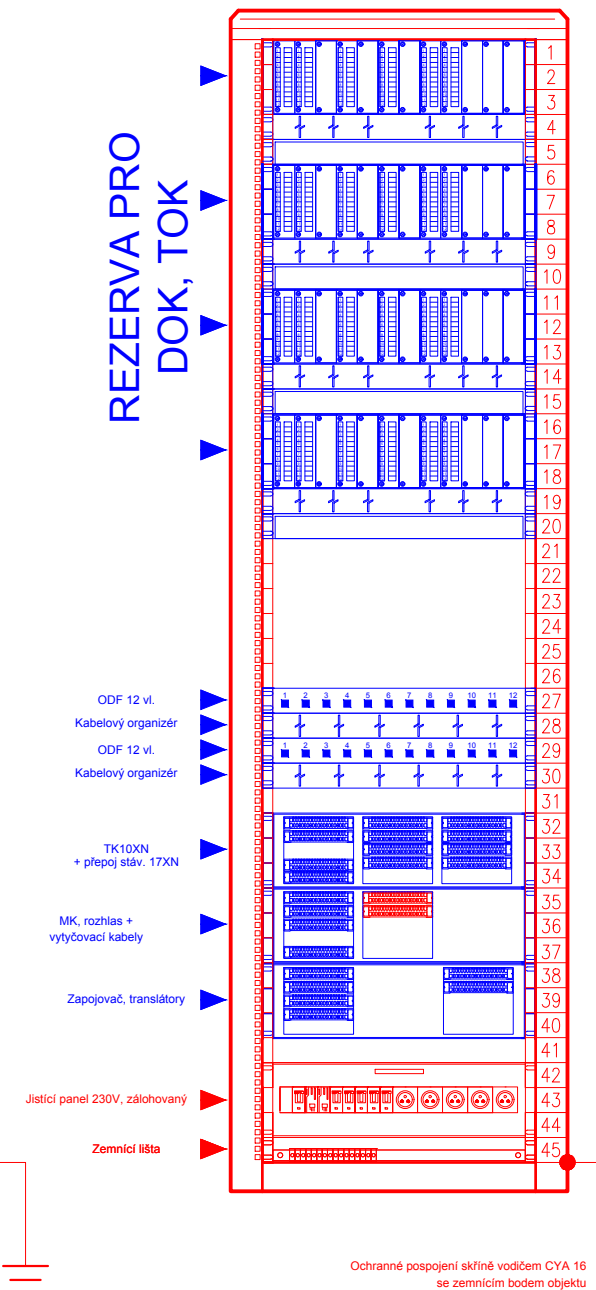 REZERVA PRO
DOK, TOK
1
2
3
4
5
6
7
8
9
10
11
12
13
14
15
16
17
18
19
20
21
22
23
24
25
26
27
28
29
30
31
32
33
34
35
36
37
38
39
40
41
42
43
44
45
ODF 12 vl.
1 2 3 4 5 6 7 8 9 10 11 12
Kabelový organizér
ODF 12 vl.
1 2 3 4 5 6 7 8 9 10 11 12
Kabelový organizér
TK10XN
+ přepoj stáv. 17XN
MK, rozhlas +
vytyčovací kabely
Zapojovač, translátory
Jistící panel 230V, zálohovaný
Zemnící lišta
Ochranné pospojení skříně vodičem CYA 16
se zemnícím bodem objektu